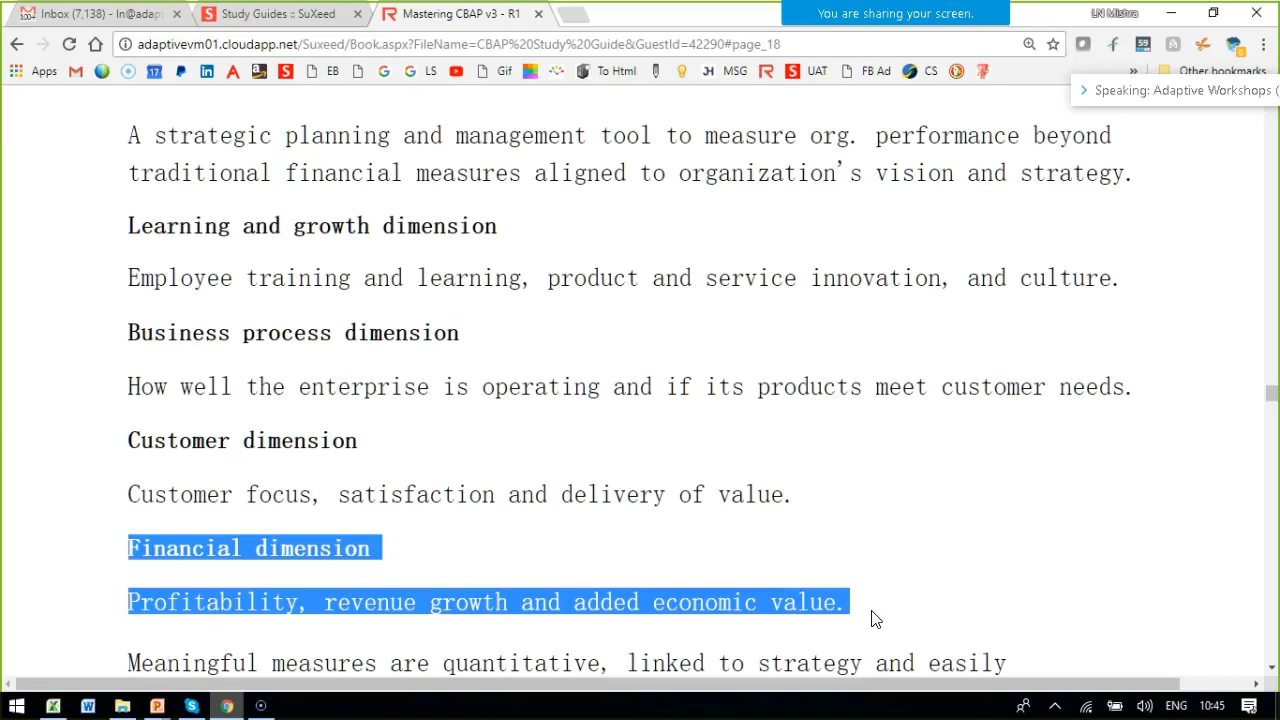 Inbox (7,138) - ln@adap
Study Guides :: SuXeed
Mastering CBAP v3 - R1
You are sharing your screen.
LN Mishra
adaptivevm01.cloudapp.net/Suxeed/Book.aspx?FileName=CBAP%20Study%20Guide&GuestId=42290#page_18
Apps
EB
LS
Gif
To Html
JH
MSG
UAT
FB Ad
CS
Other bookmarks
Speaking: Adaptive Workshops (
A strategic planning and management tool to measure org. performance beyond
traditional financial measures aligned to organization's vision and strategy.
Learning and growth dimension
Employee training and learning, product and service innovation, and culture.
Business process dimension
How well the enterprise is operating and if its products meet customer needs.
Customer dimension
Customer focus, satisfaction and delivery of value.
Financial dimension
Profitability, revenue growth and added economic value.
Meaningful measures are quantitative, linked to strategy and easily
ENG
10:45